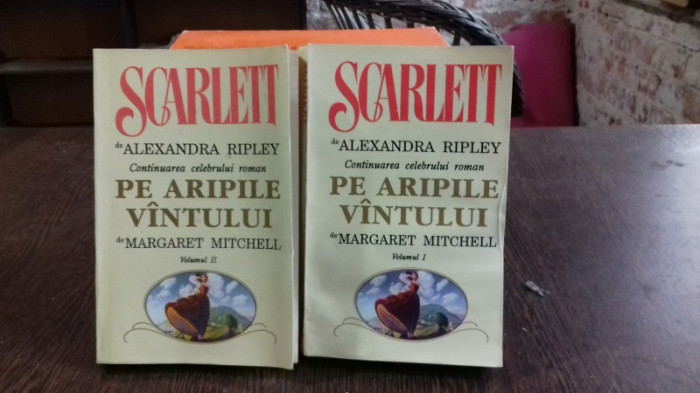 SCARLETT
de ALEXANDRA RIPLEY
Continuarea celebrului roman
PE ARIPILE
VÎNTULUI
de MARGARET MITCHELL
Volumul II
SCARLETT
de ALEXANDRA RIPLEY
Continuarea celebrului roman
PE ARIPILE
VÎNTULUI
de MARGARET MITCHELL
Volumul I